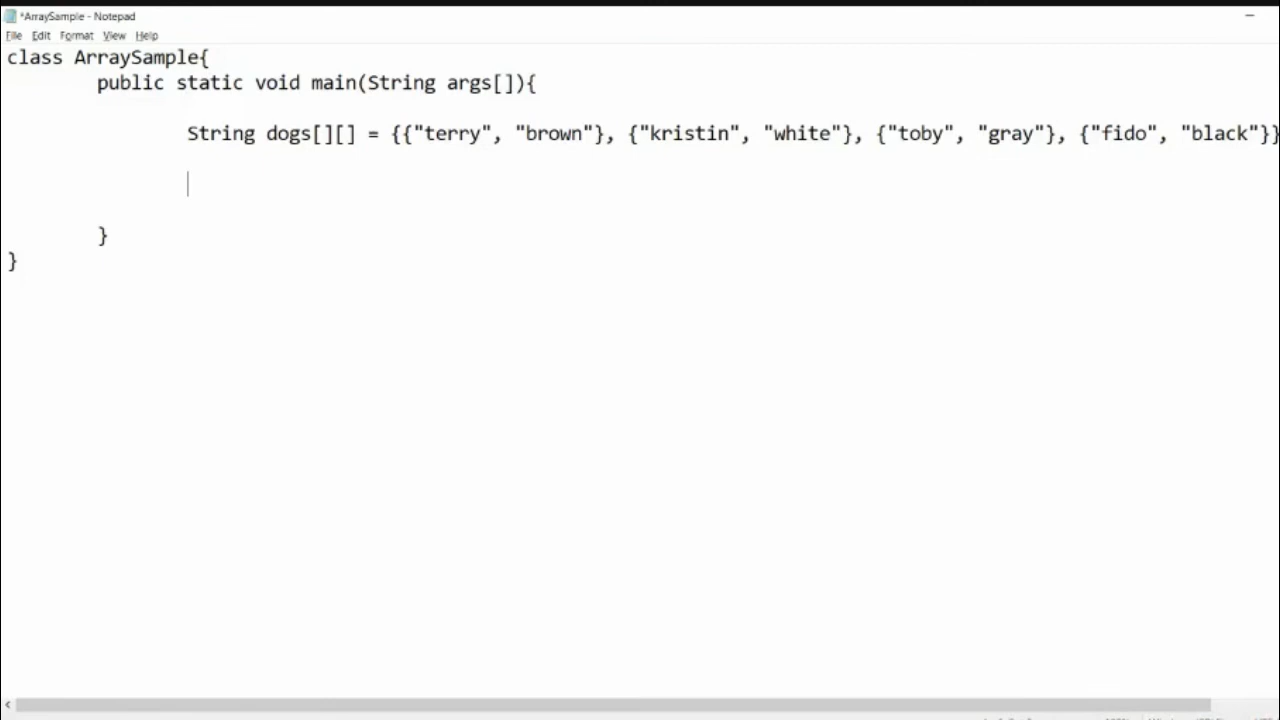 *ArraySample - Notepad
File Edit Format View Help
class ArraySample{
public static void main(String args[]){
String dogs[][] = {{"terry", "brown"}, {"kristin", "white"}, {"toby", "gray"}, {"fido", "black"}}
}
}